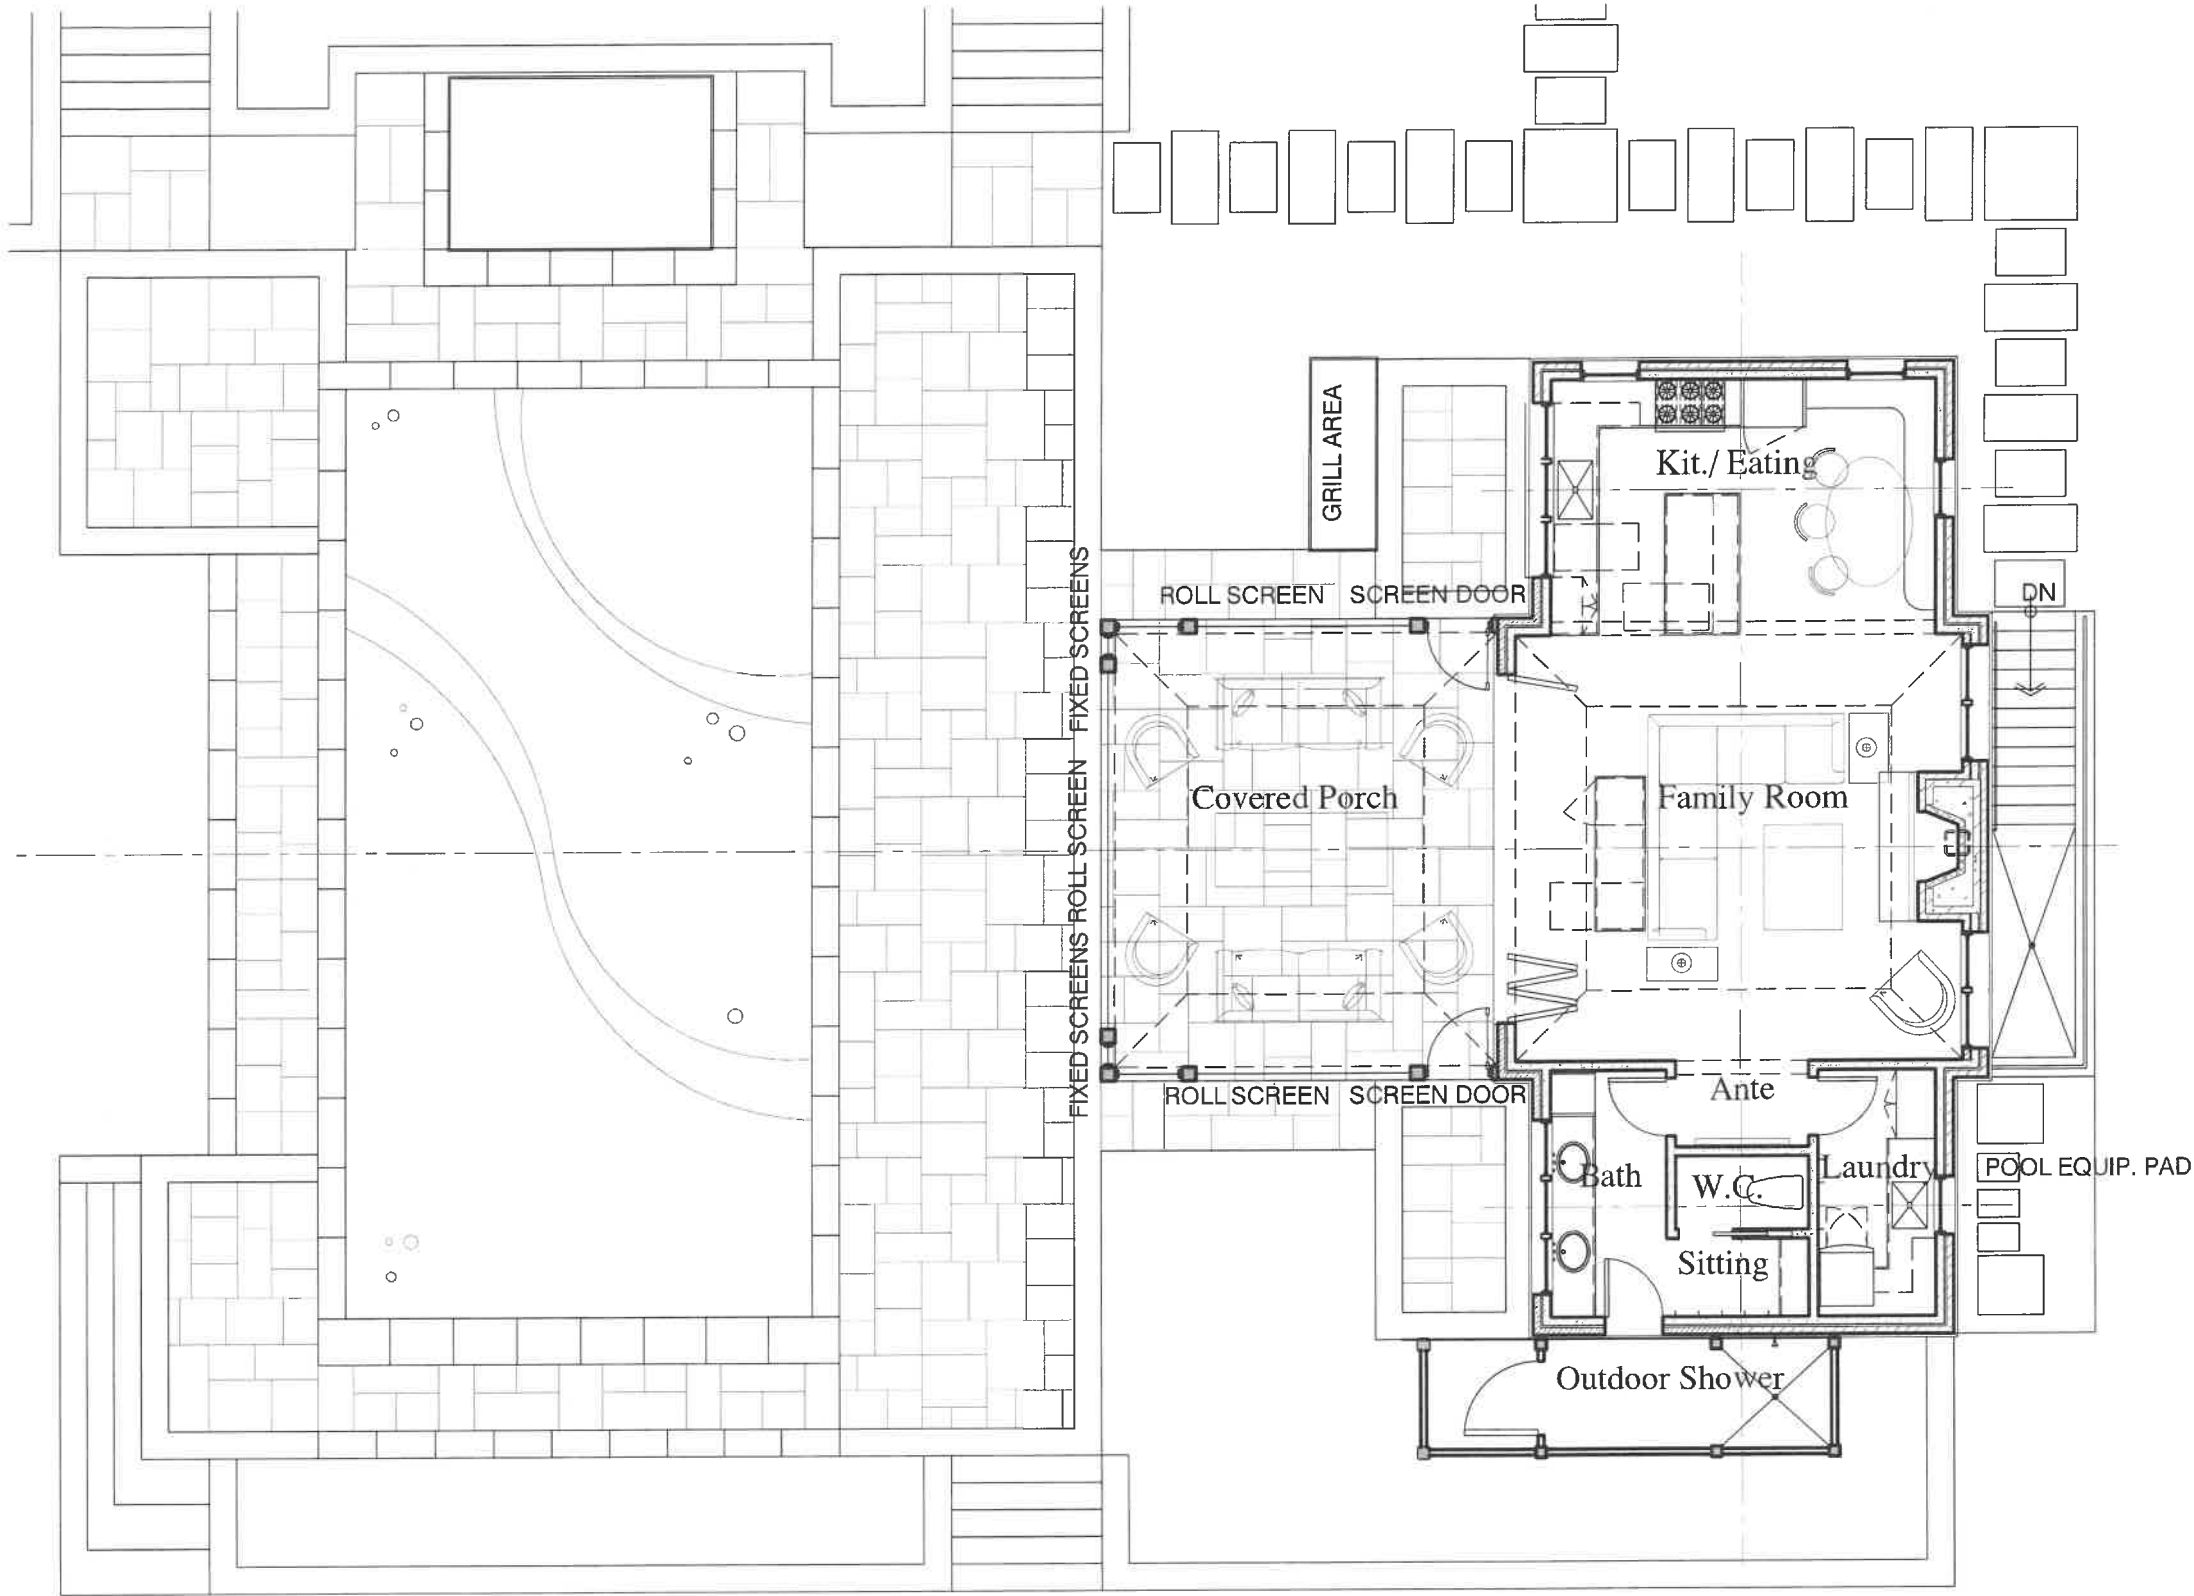 GRILL AREA
Kit./ Eating
ROLL SCREEN
SCREEN DOOR
DN
FIXED SCREENS
ROLL SCREEN
FIXED SCREENS
Covered Porch
Family Room
ROLL SCREEN
SCREEN DOOR
Ante
Bath
W.C.
Laundry
POOL EQUIP. PAD
Sitting
Outdoor Shower